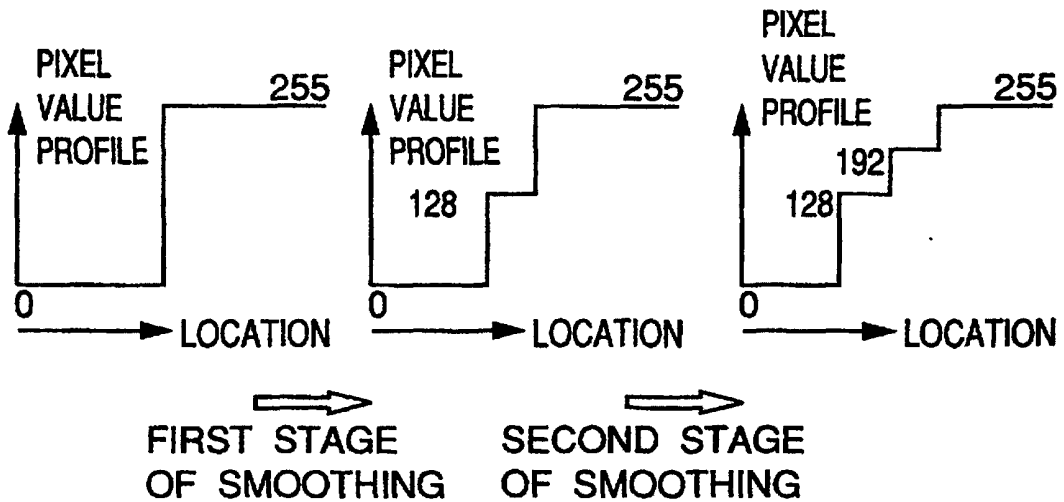 PIXEL
VALUE
PROFILE
255
0
LOCATION
PIXEL
VALUE
PROFILE
255
128
0
LOCATION
PIXEL
VALUE
PROFILE
255
192
128
0
LOCATION
FIRST STAGE
OF SMOOTHING
SECOND STAGE
OF SMOOTHING